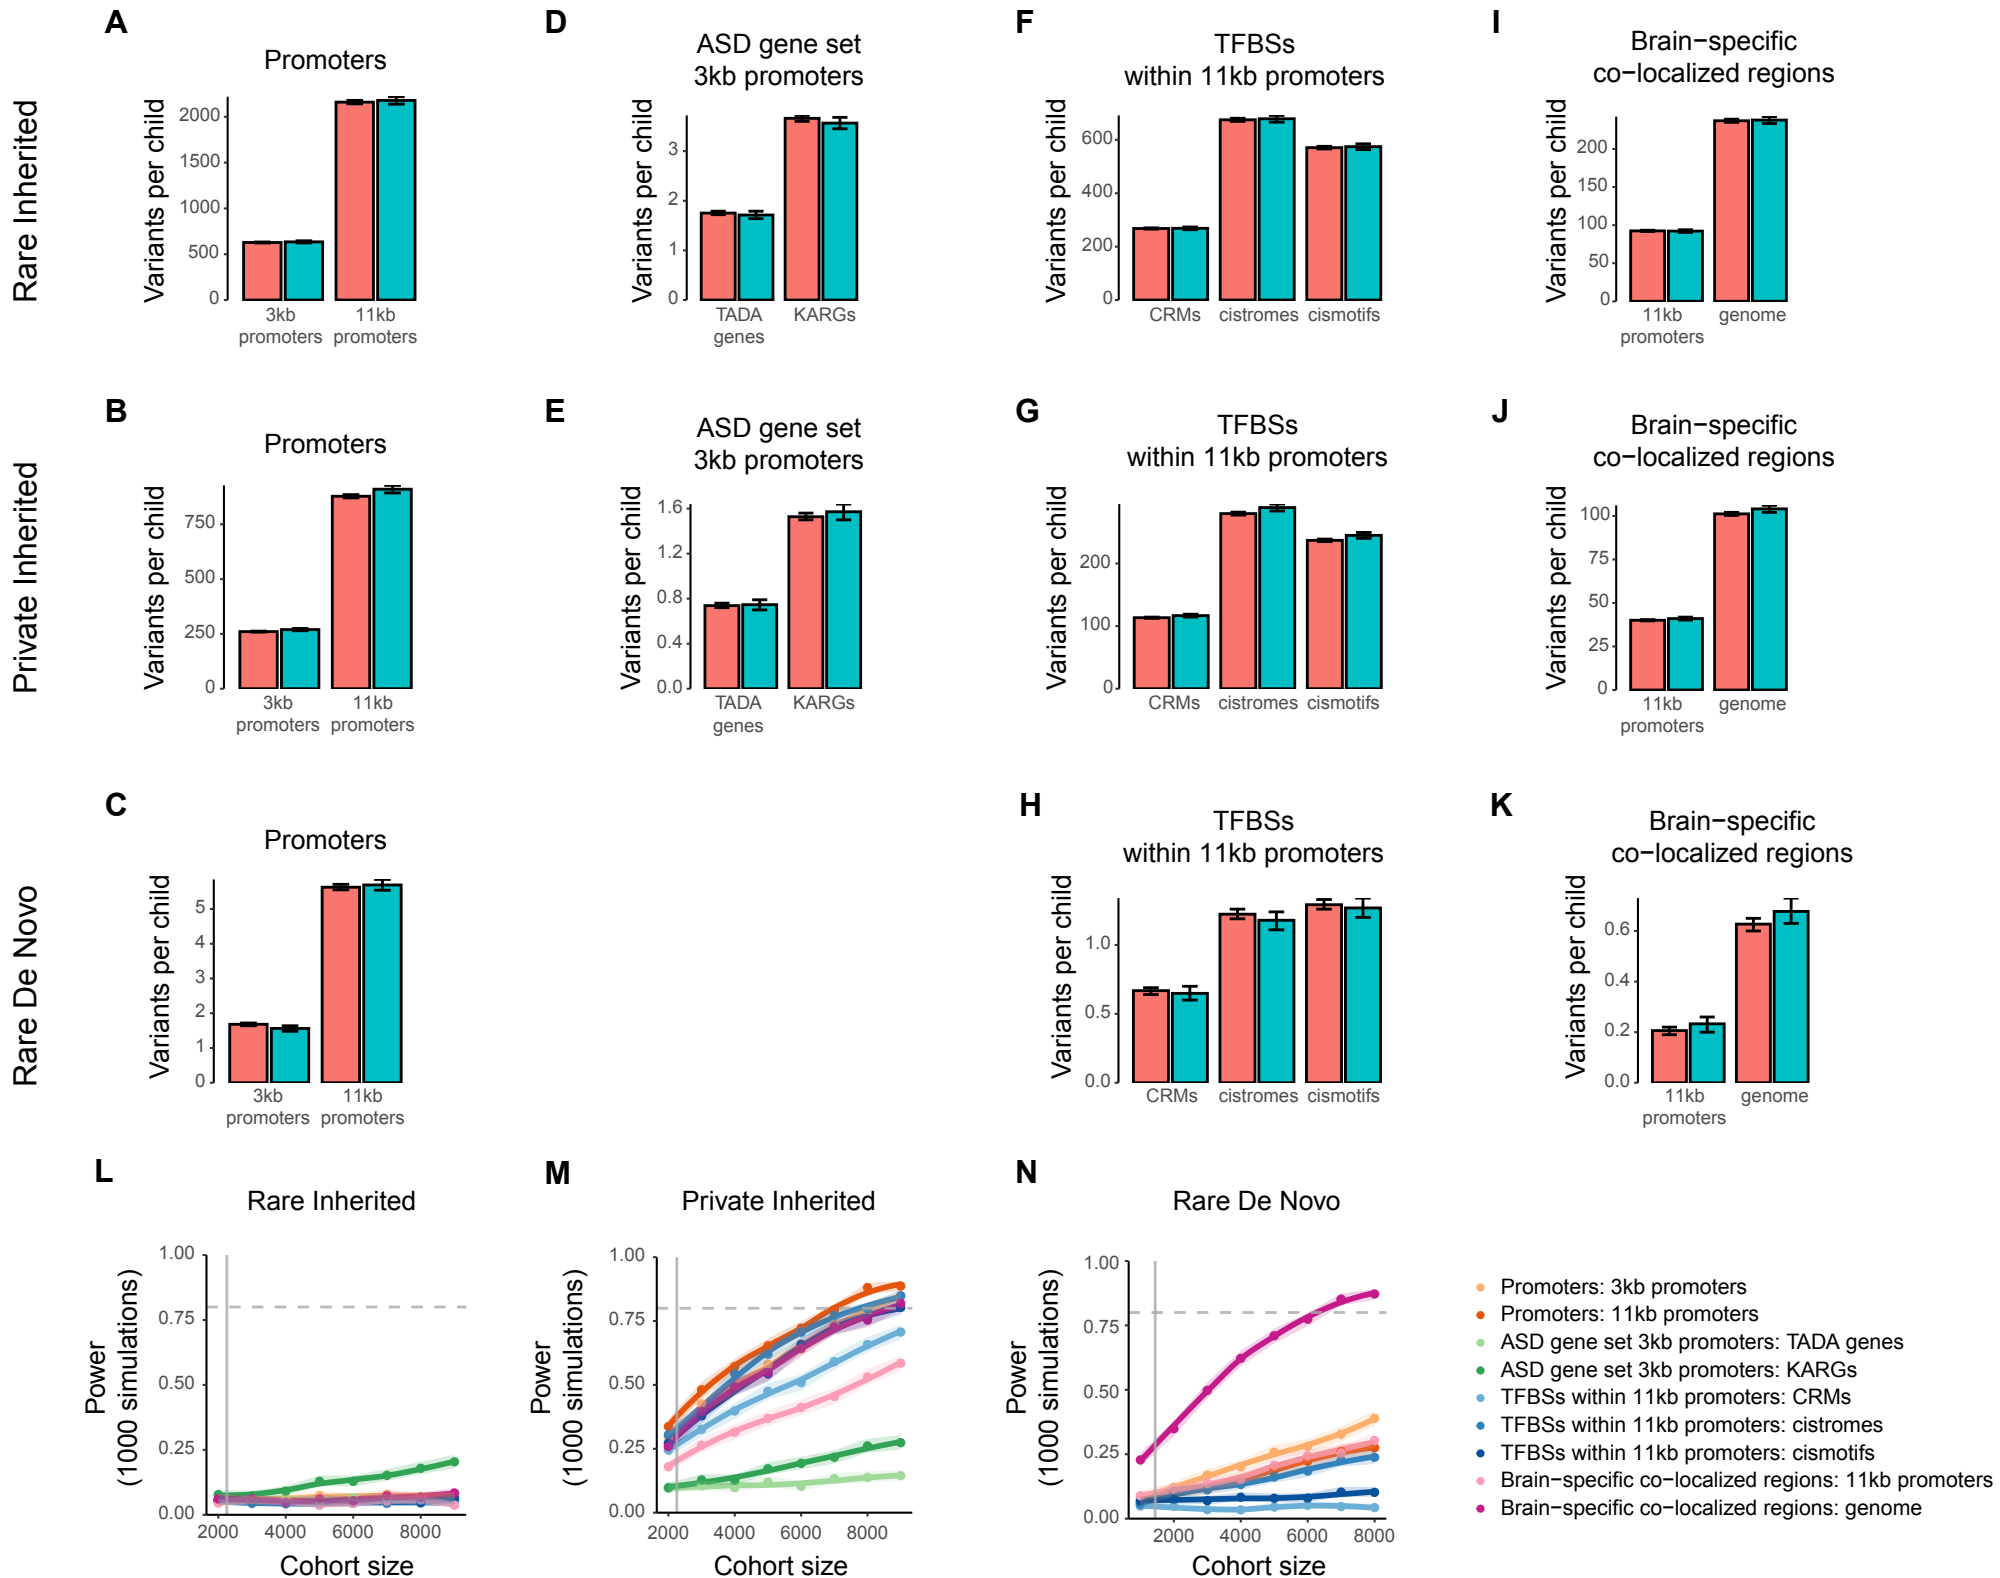 A
Promoters
Rare Inherited
Variants per child
2000
1500
1000
500
0
3kb
promoters
11kb
promoters
D
ASD gene set
3kb promoters
Variants per child
3
2
1
0
TADA
genes
KARGs
F
TFBSs
within 11kb promoters
Variants per child
600
400
200
0
CRMs
cistromes
cismotifs
I
Brain−specific
co−localized regions
Variants per child
200
100
50
0
11kb
promoters
genome
B
Promoters
Private Inherited
Variants per child
750
500
250
0
3kb
promoters
11kb
promoters
E
ASD gene set
3kb promoters
Variants per child
1.6
1.2
0.8
0.4
0.0
TADA
genes
KARGs
G
TFBSs
within 11kb promoters
Variants per child
200
100
0
CRMs
cistromes
cismotifs
J
Brain−specific
co−localized regions
Variants per child
100
75
50
25
0
11kb
promoters
genome
C
Promoters
Rare De Novo
Variants per child
5
4
3
2
1
0
3kb
promoters
11kb
promoters
H
TFBSs
within 11kb promoters
Variants per child
1.0
0.5
0.0
CRMs
cistromes
cismotifs
K
Brain−specific
co−localized regions
Variants per child
0.6
0.4
0.2
0.0
11kb
promoters
genome
L
Rare Inherited
Power
(1000 simulations)
1.00
0.75
0.50
0.25
0.00
2000
4000
6000
8000
Cohort size
M
Private Inherited
Power
(1000 simulations)
1.00
0.75
0.50
0.25
0.00
2000
4000
6000
8000
Cohort size
N
Rare De Novo
Power
(1000 simulations)
1.00
0.75
0.50
0.25
0.00
2000
4000
6000
8000
Cohort size
Promoters: 3kb promoters
Promoters: 11kb promoters
ASD gene set 3kb promoters: TADA genes
ASD gene set 3kb promoters: KARGs
TFBSs within 11kb promoters: CRMs
TFBSs within 11kb promoters: cistromes
TFBSs within 11kb promoters: cismotifs
Brain−specific co−localized regions: 11kb promoters
Brain−specific co−localized regions: genome